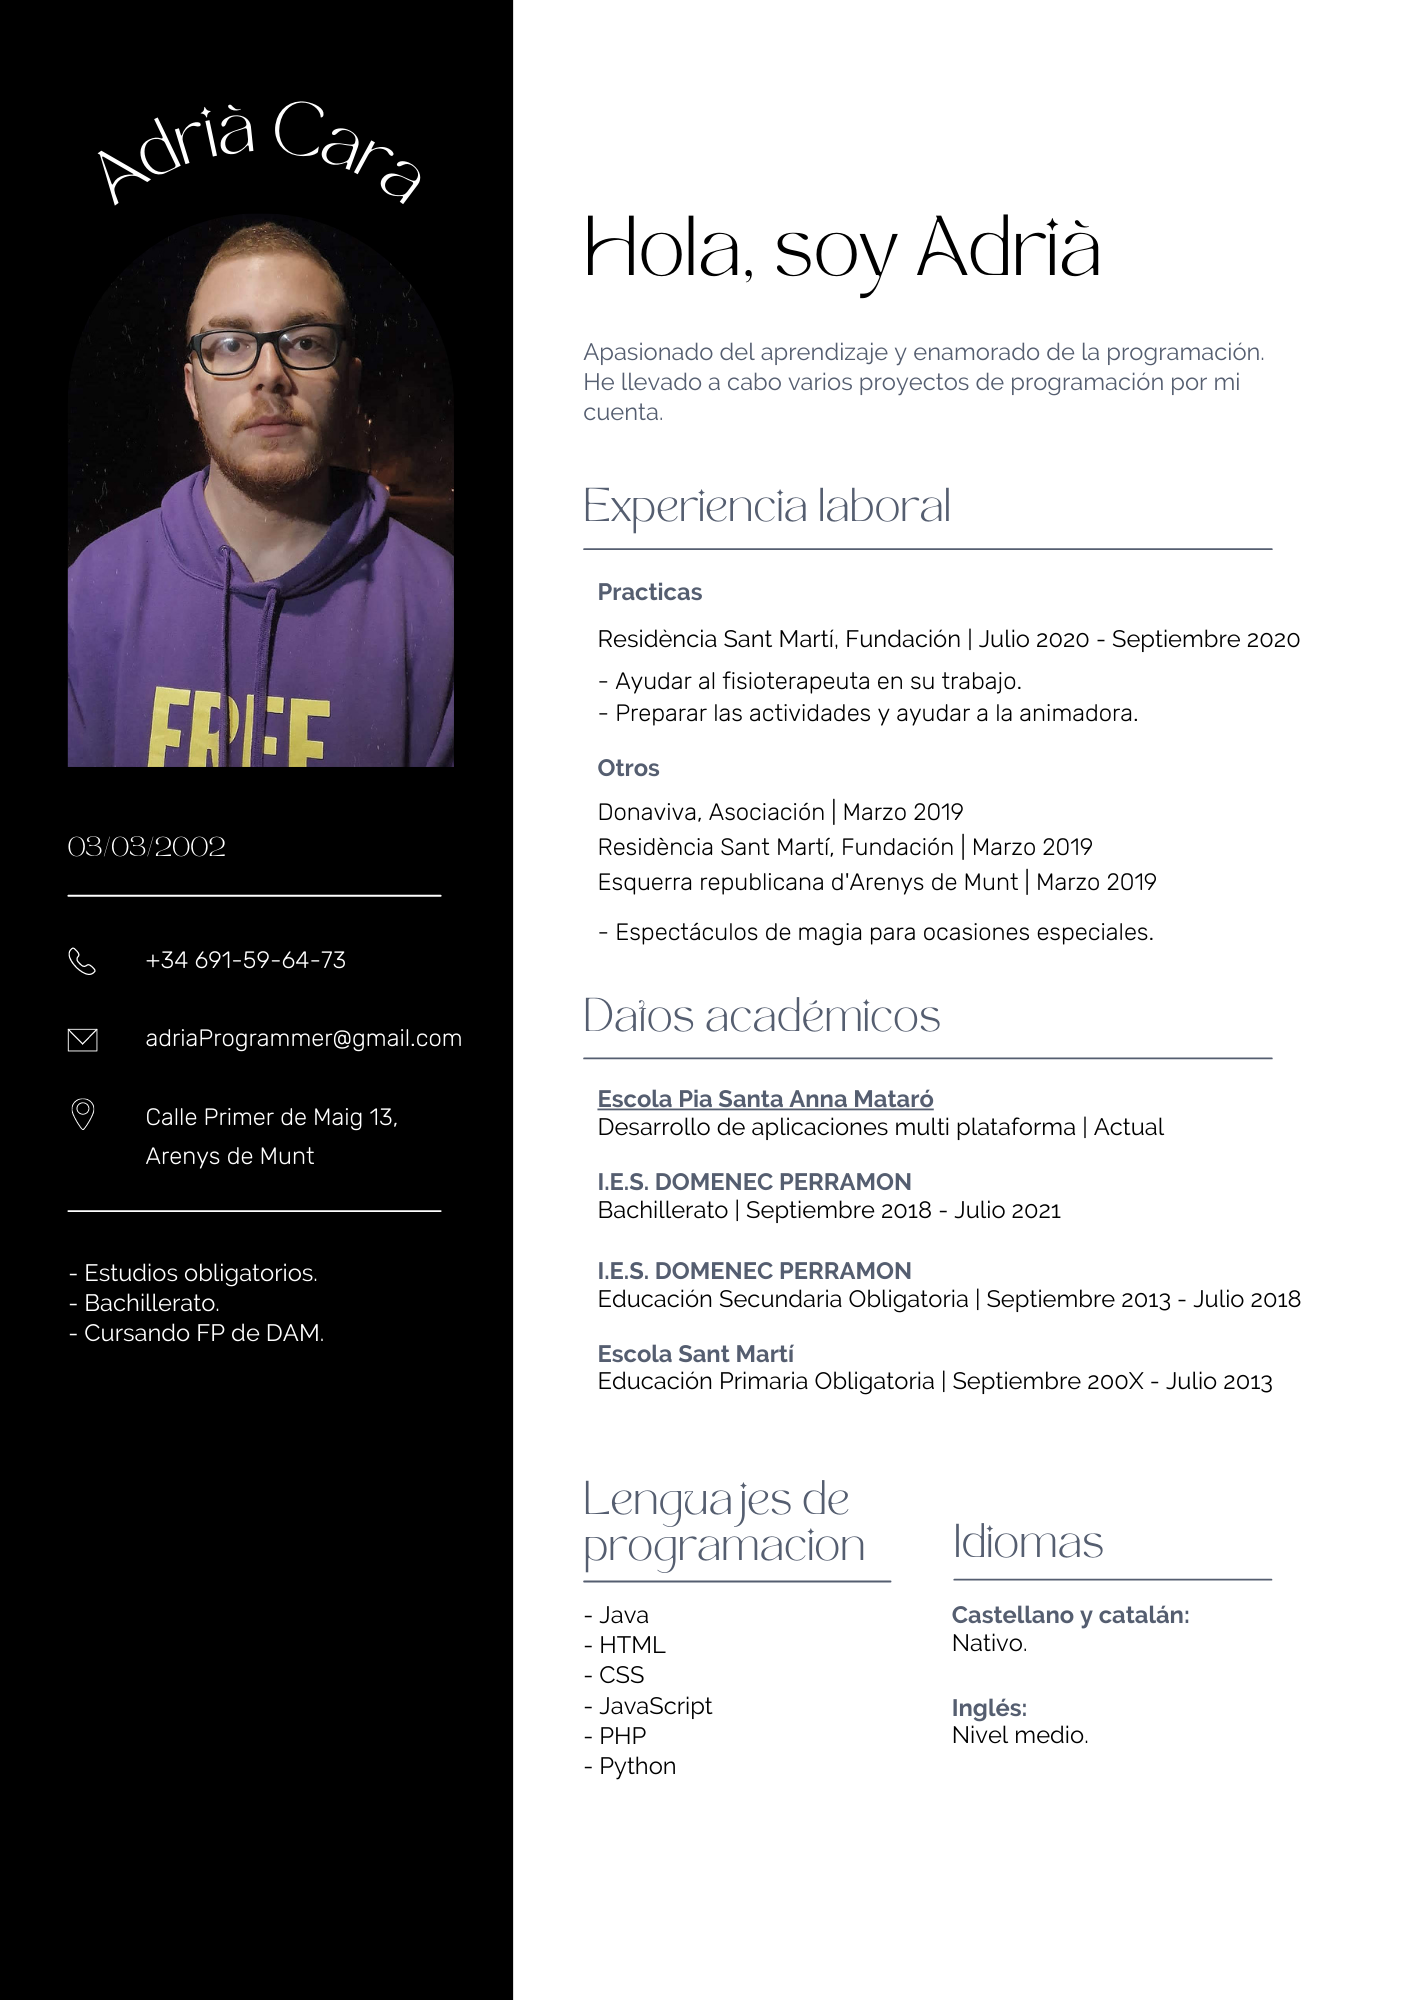 Adrià Cara
FREE
03/03/2002
+34 691-59-64-73
adriaProgrammer@gmail.com
Calle Primer de Maig 13,
Arenys de Munt
- Estudios obligatorios.
- Bachillerato.
- Cursando FP de DAM.
Hola, soy Adrià
Apasionado del aprendizaje y enamorado de la programación.
He llevado a cabo varios proyectos de programación por mi
cuenta.
Experiencia laboral
Practicas
Residència Sant Martí, Fundación | Julio 2020 - Septiembre 2020
- Ayudar al fisioterapeuta en su trabajo.
- Preparar las actividades y ayudar a la animadora.
Otros
Donaviva, Asociación | Marzo 2019
Residència Sant Martí, Fundación | Marzo 2019
Esquerra republicana d'Arenys de Munt | Marzo 2019
- Espectáculos de magia para ocasiones especiales.
Datos académicos
Escola Pia Santa Anna Mataró
Desarrollo de aplicaciones multi plataforma | Actual
I.E.S. DOMENEC PERRAMON
Bachillerato | Septiembre 2018 - Julio 2021
I.E.S. DOMENEC PERRAMON
Educación Secundaria Obligatoria | Septiembre 2013 - Julio 2018
Escola Sant Martí
Educación Primaria Obligatoria | Septiembre 200X - Julio 2013
Lenguajes de
programacion
- Java
- HTML
- CSS
- JavaScript
- PHP
- Python
Idiomas
Castellano y catalán:
Nativo.
Inglés:
Nivel medio.